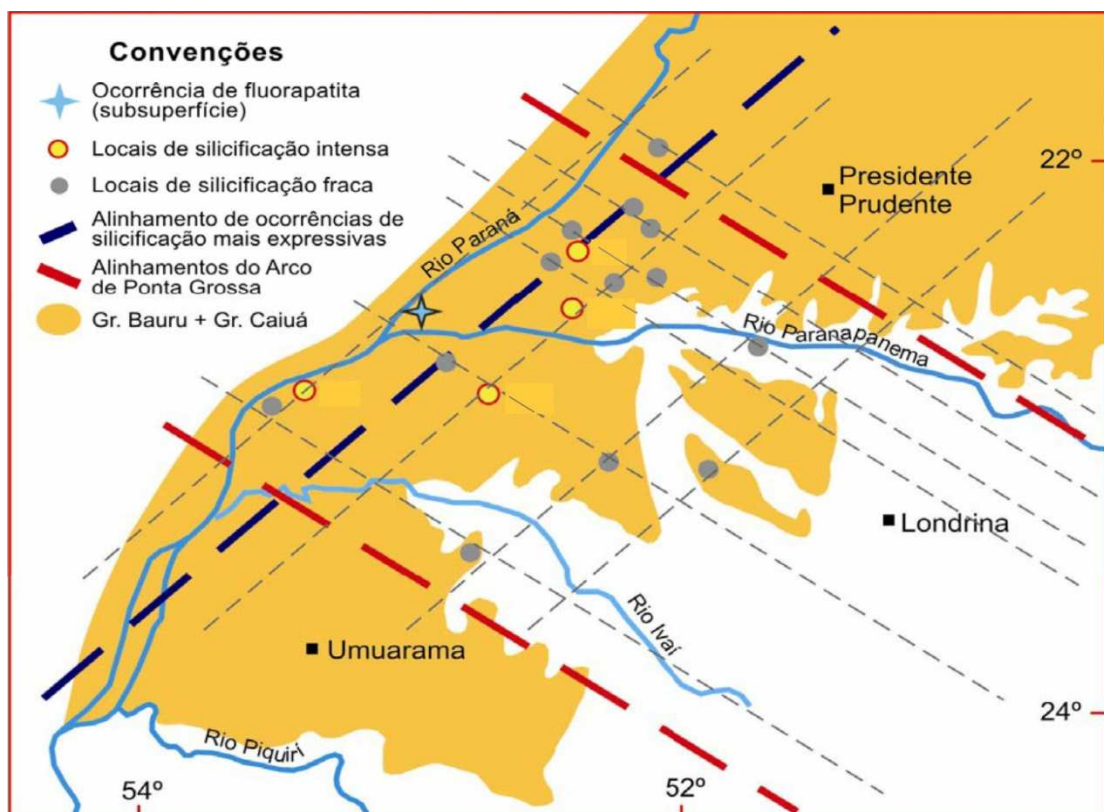 Convenções
Ocorrência de fluorapatita
(subsuperfície)
Locais de silicificação intensa
Locais de silicificação fraca
Alinhamento de ocorrências de
silicificação mais expressivas
Alinhamentos do Arco
de Ponta Grossa
Gr. Bauru + Gr. Caiuá
22º
Presidente
Prudente
Rio Paraná
Rio Paranapanema
Londrina
Rio Ivaí
Umuarama
24º
Rio Piquiri
54º
52º